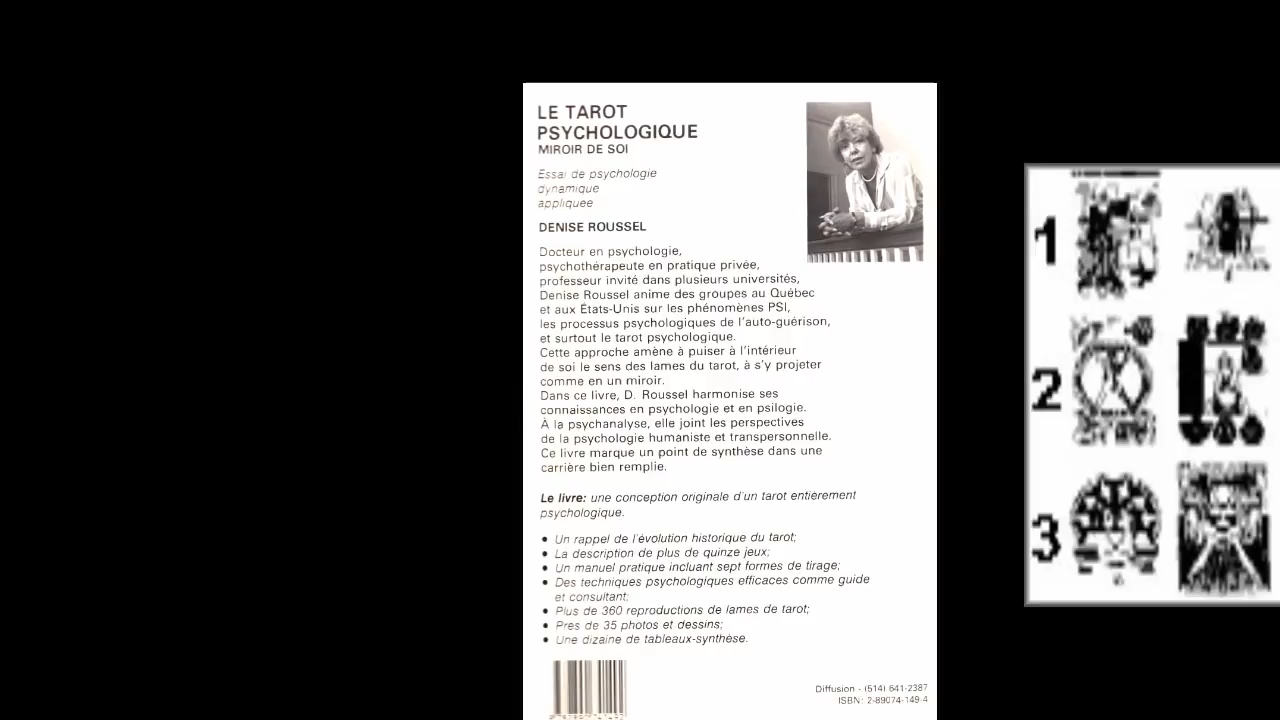 LE TAROT
PSYCHOLOGIQUE
MIROIR DE SOI
Essai de psychologie
dynamique
appliquee
DENISE ROUSSEL
Docteur en psychologie,
psychothérapeute en pratique privée,
professeur invité dans plusieurs universités,
Denise Roussel anime des groupes au Québec
et aux États-Unis sur les phénomènes PSI,
les processus psychologiques de l'auto-guérison,
et surtout le tarot psychologique.
Cette approche amène à puiser à l'intérieur
de soi le sens des lames du tarot, à s'y projeter
comme en un miroir.
Dans ce livre, D. Roussel harmonise ses
connaissances en psychologie et en psilogie.
À la psychanalyse, elle joint les perspectives
de la psychologie humaniste et transpersonnelle.
Ce livre marque un point de synthèse dans une
carrière bien remplie.
Le livre: une conception originale d'un tarot entièrement
psychologique.
• Un rappel de l'évolution historique du tarot;
• La description de plus de quinze jeux;
• Un manuel pratique incluant sept formes de tirage;
• Des techniques psychologiques efficaces comme guide
et consultant;
• Plus de 360 reproductions de lames de tarot;
• Pres de 35 photos et dessins;
• Une dizaine de tableaux-synthèse.
Diffusion - (514) 641-2387
ISBN: 2-89074-149-4
1
2
3